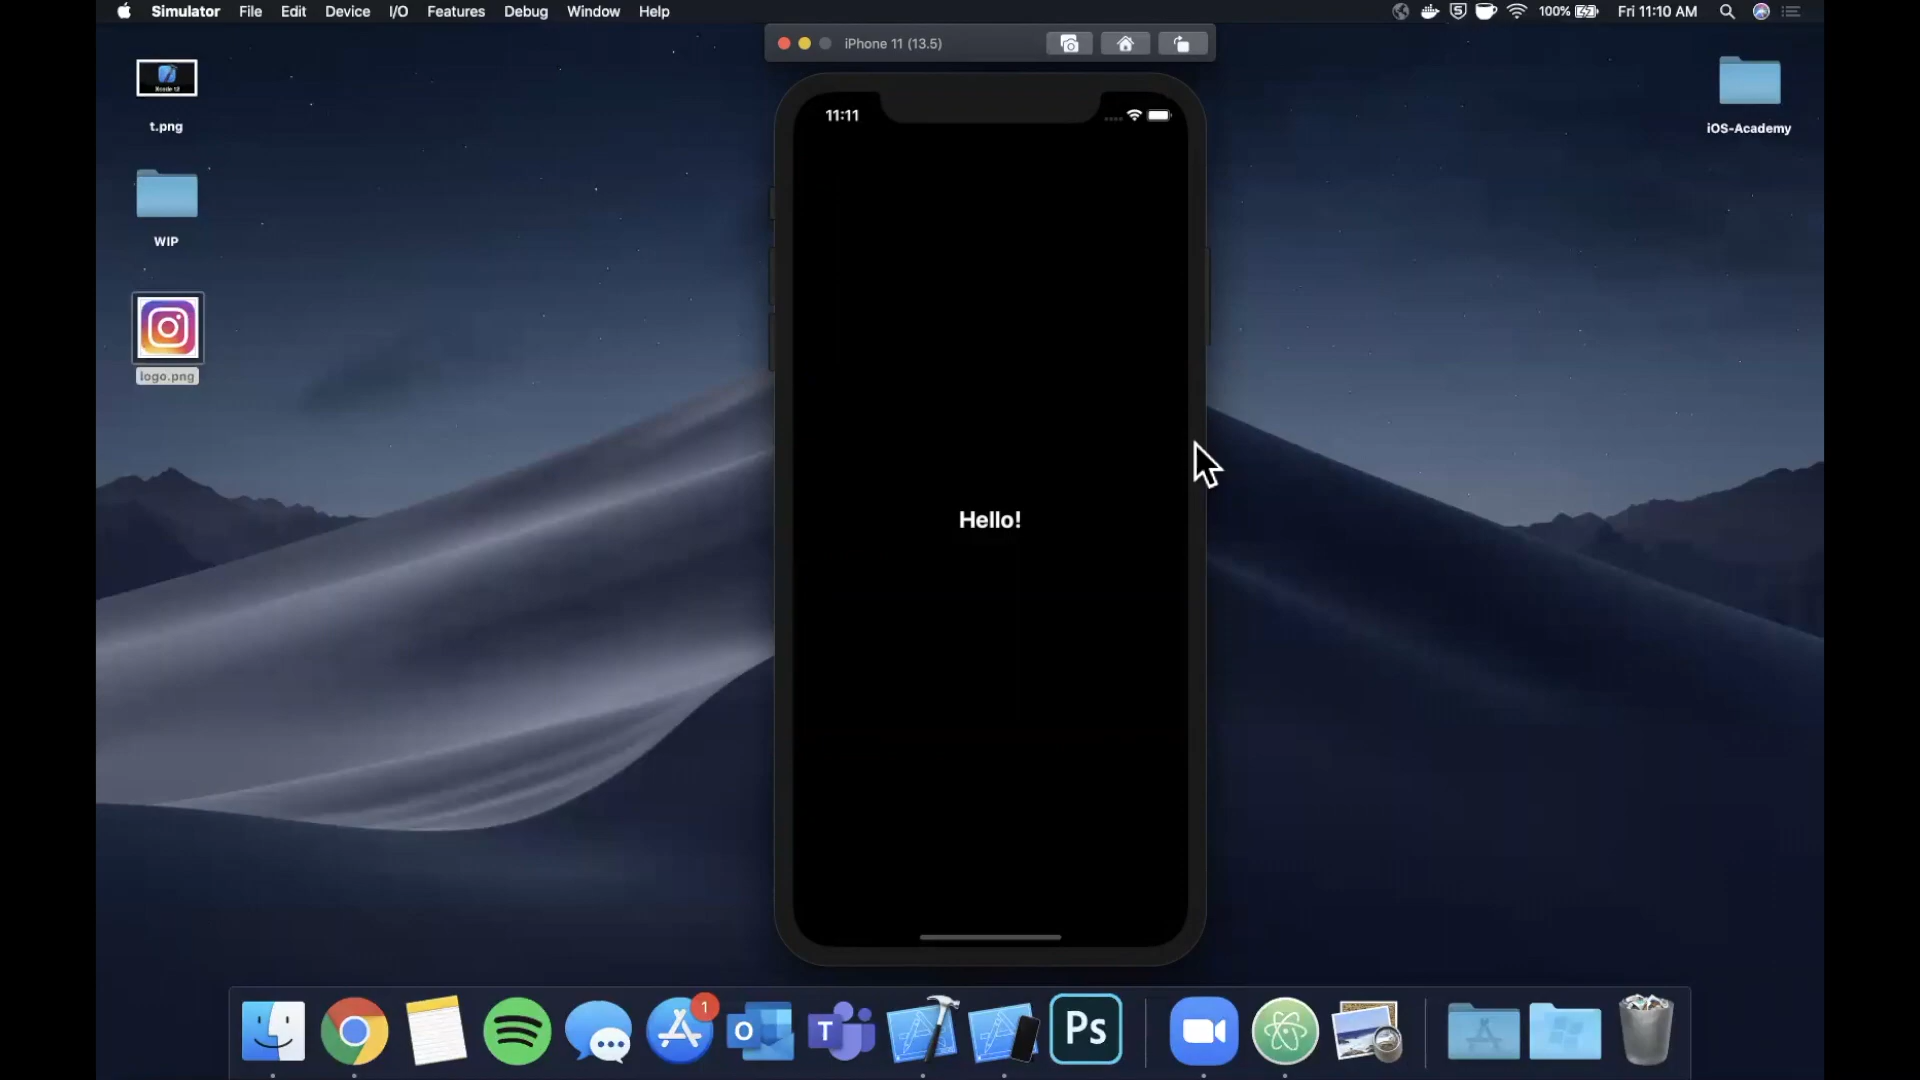 Simulator File Edit Device I/O Features Debug Window Help
100% Fri 11:10 AM
iPhone 11 (13.5)
t.png
iOS-Academy
11:11
WIP
logo.png
Hello!
1
O
T
Ps